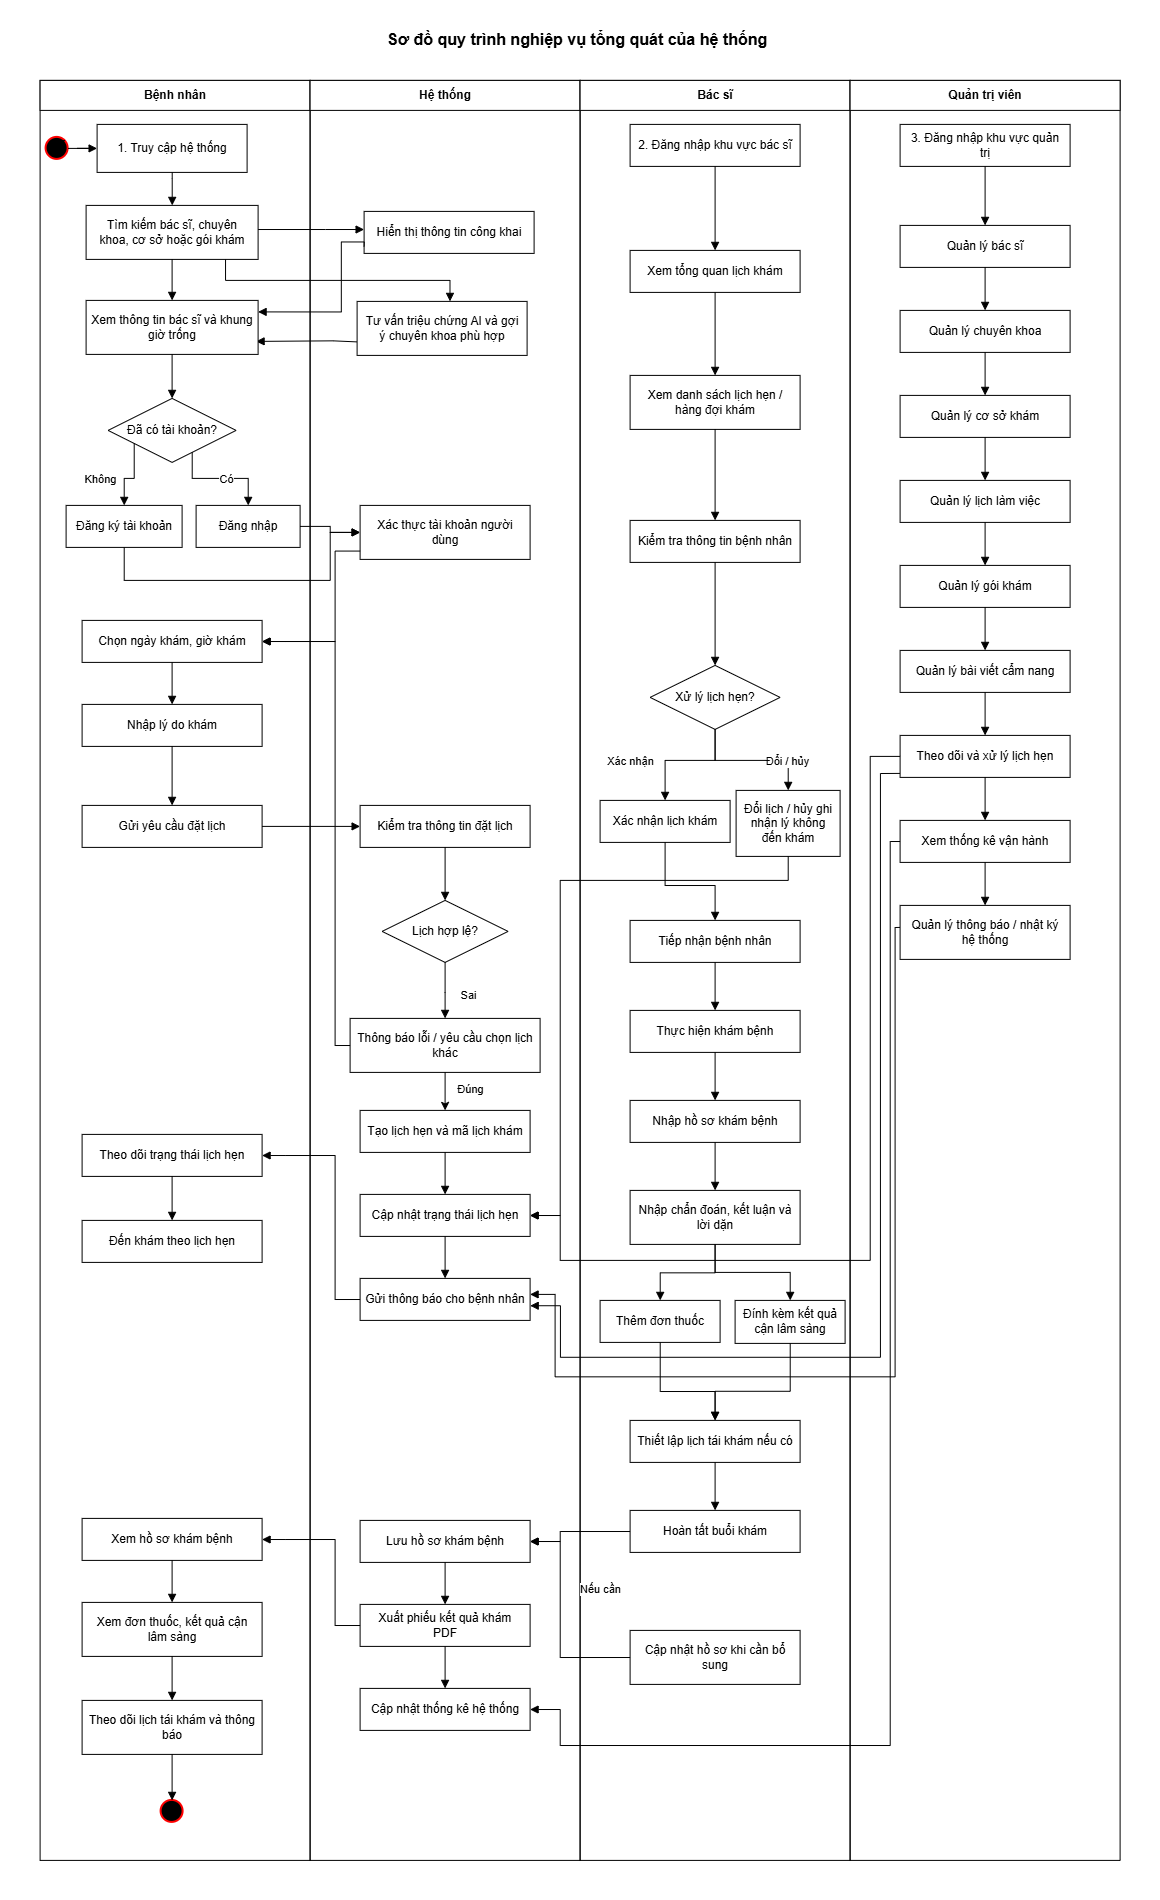 Sơ đồ quy trình nghiệp vụ tổng quát của hệ thống
Bệnh nhân
Hệ thống
Bác sĩ
Quản trị viên
1. Truy cập hệ thống
2. Đăng nhập khu vực bác sĩ
3. Đăng nhập khu vực quản
trị
Tìm kiếm bác sĩ, chuyên
khoa, cơ sở hoặc gói khám
Hiển thị thông tin công khai
Quản lý bác sĩ
Xem tổng quan lịch khám
Xem thông tin bác sĩ và khung
giờ trống
Tư vấn triệu chứng AI và gợi
ý chuyên khoa phù hợp
Quản lý chuyên khoa
Xem danh sách lịch hẹn /
hàng đợi khám
Quản lý cơ sở khám
Đã có tài khoản?
Không
Có
Quản lý lịch làm việc
Đăng ký tài khoản
Đăng nhập
Xác thực tài khoản người
dùng
Kiểm tra thông tin bệnh nhân
Quản lý gói khám
Chọn ngày khám, giờ khám
Quản lý bài viết cẩm nang
Xử lý lịch hẹn?
Nhập lý do khám
Xác nhận
Đổi / hủy
Theo dõi và xử lý lịch hẹn
Gửi yêu cầu đặt lịch
Kiểm tra thông tin đặt lịch
Xác nhận lịch khám
Đổi lịch / hủy ghi
nhận lý không
đến khám
Xem thống kê vận hành
Lịch hợp lệ?
Tiếp nhận bệnh nhân
Quản lý thông báo / nhật ký
hệ thống
Sai
Thông báo lỗi / yêu cầu chọn lịch
khác
Thực hiện khám bệnh
Đúng
Tạo lịch hẹn và mã lịch khám
Nhập hồ sơ khám bệnh
Theo dõi trạng thái lịch hẹn
Cập nhật trạng thái lịch hẹn
Nhập chẩn đoán, kết luận và
lời dặn
Đến khám theo lịch hẹn
Gửi thông báo cho bệnh nhân
Thêm đơn thuốc
Đính kèm kết quả
cận lâm sàng
Thiết lập lịch tái khám nếu có
Xem hồ sơ khám bệnh
Lưu hồ sơ khám bệnh
Hoàn tất buổi khám
Nếu cần
Xem đơn thuốc, kết quả cận
lâm sàng
Xuất phiếu kết quả khám
PDF
Cập nhật hồ sơ khi cần bổ
sung
Theo dõi lịch tái khám và thông
báo
Cập nhật thống kê hệ thống